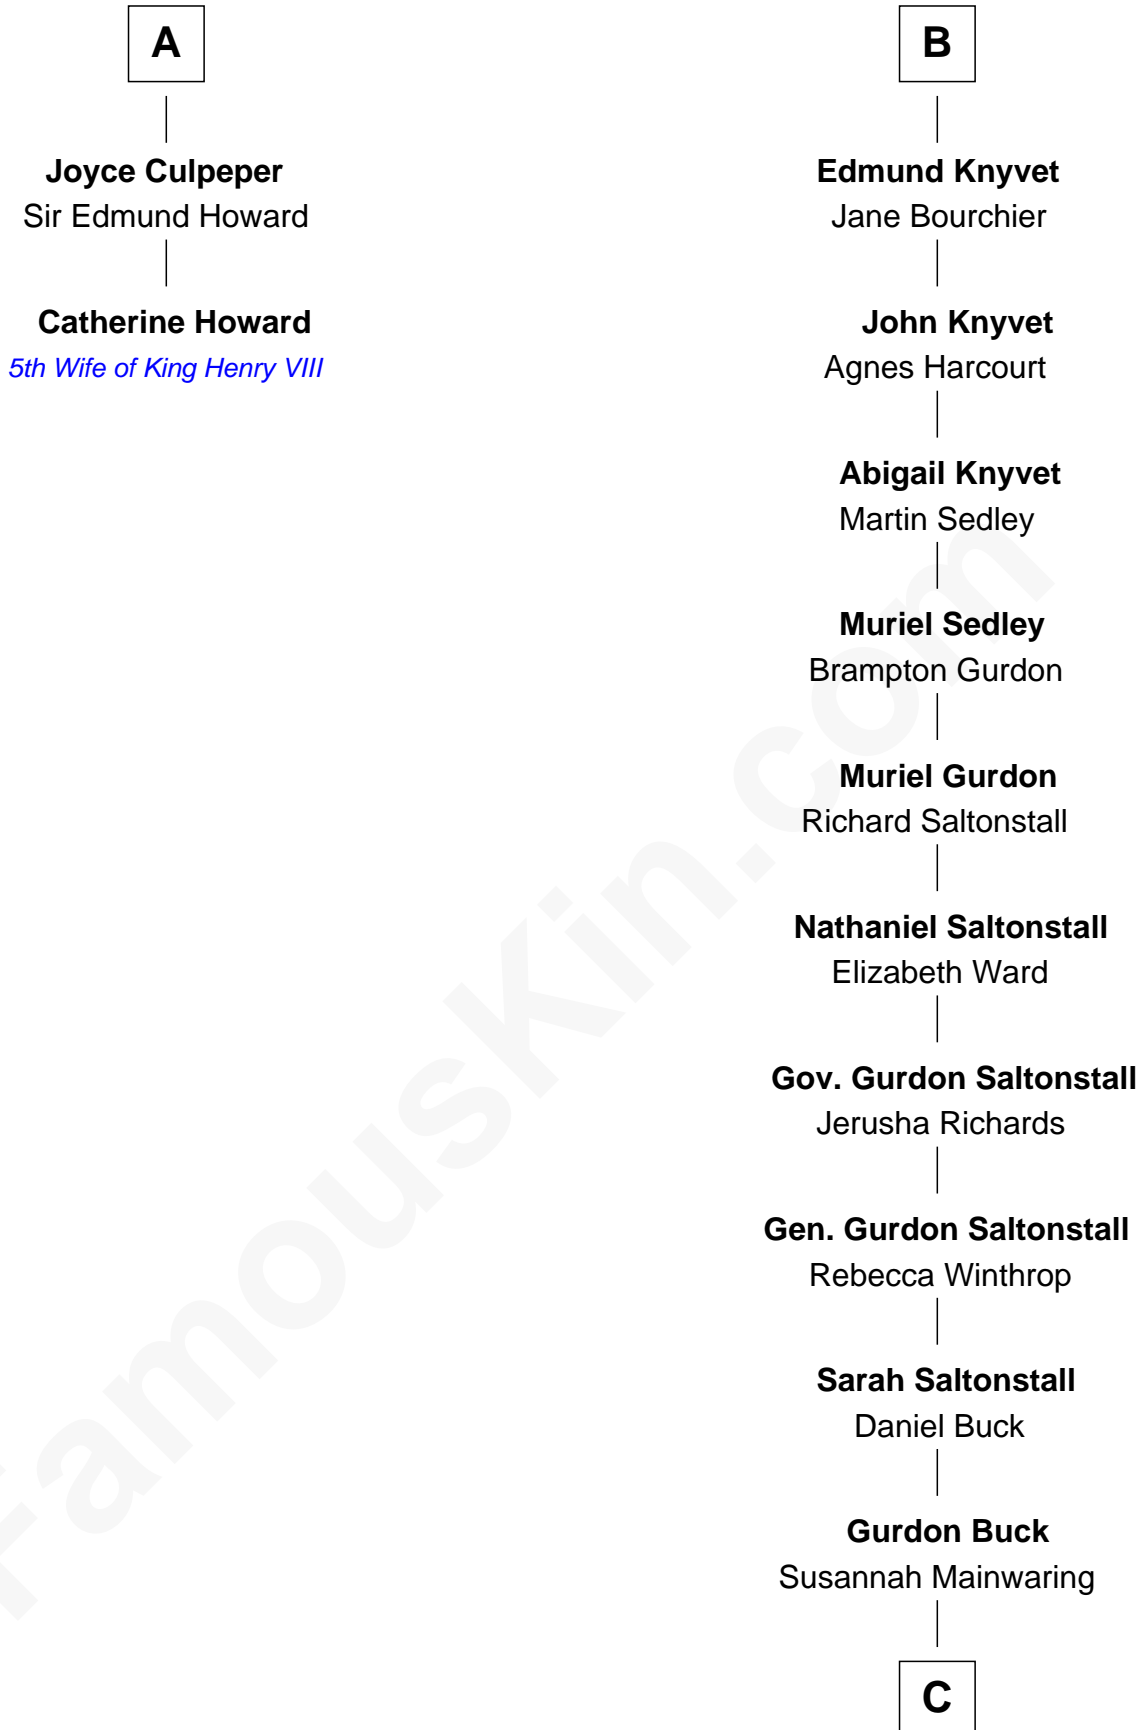 A
Joyce Culpeper
Sir Edmund Howard
Catherine Howard
5th Wife of King Henry VIII
B
Edmund Knyvet
Jane Bourchier
John Knyvet
Agnes Harcourt
Abigail Knyvet
Martin Sedley
Muriel Sedley
Brampton Gurdon
Muriel Gurdon
Richard Saltonstall
Nathaniel Saltonstall
Elizabeth Ward
Gov. Gurdon Saltonstall
Jerusha Richards
Gen. Gurdon Saltonstall
Rebecca Winthrop
Sarah Saltonstall
Daniel Buck
Gurdon Buck
Susannah Mainwaring
C
FamousKin.com